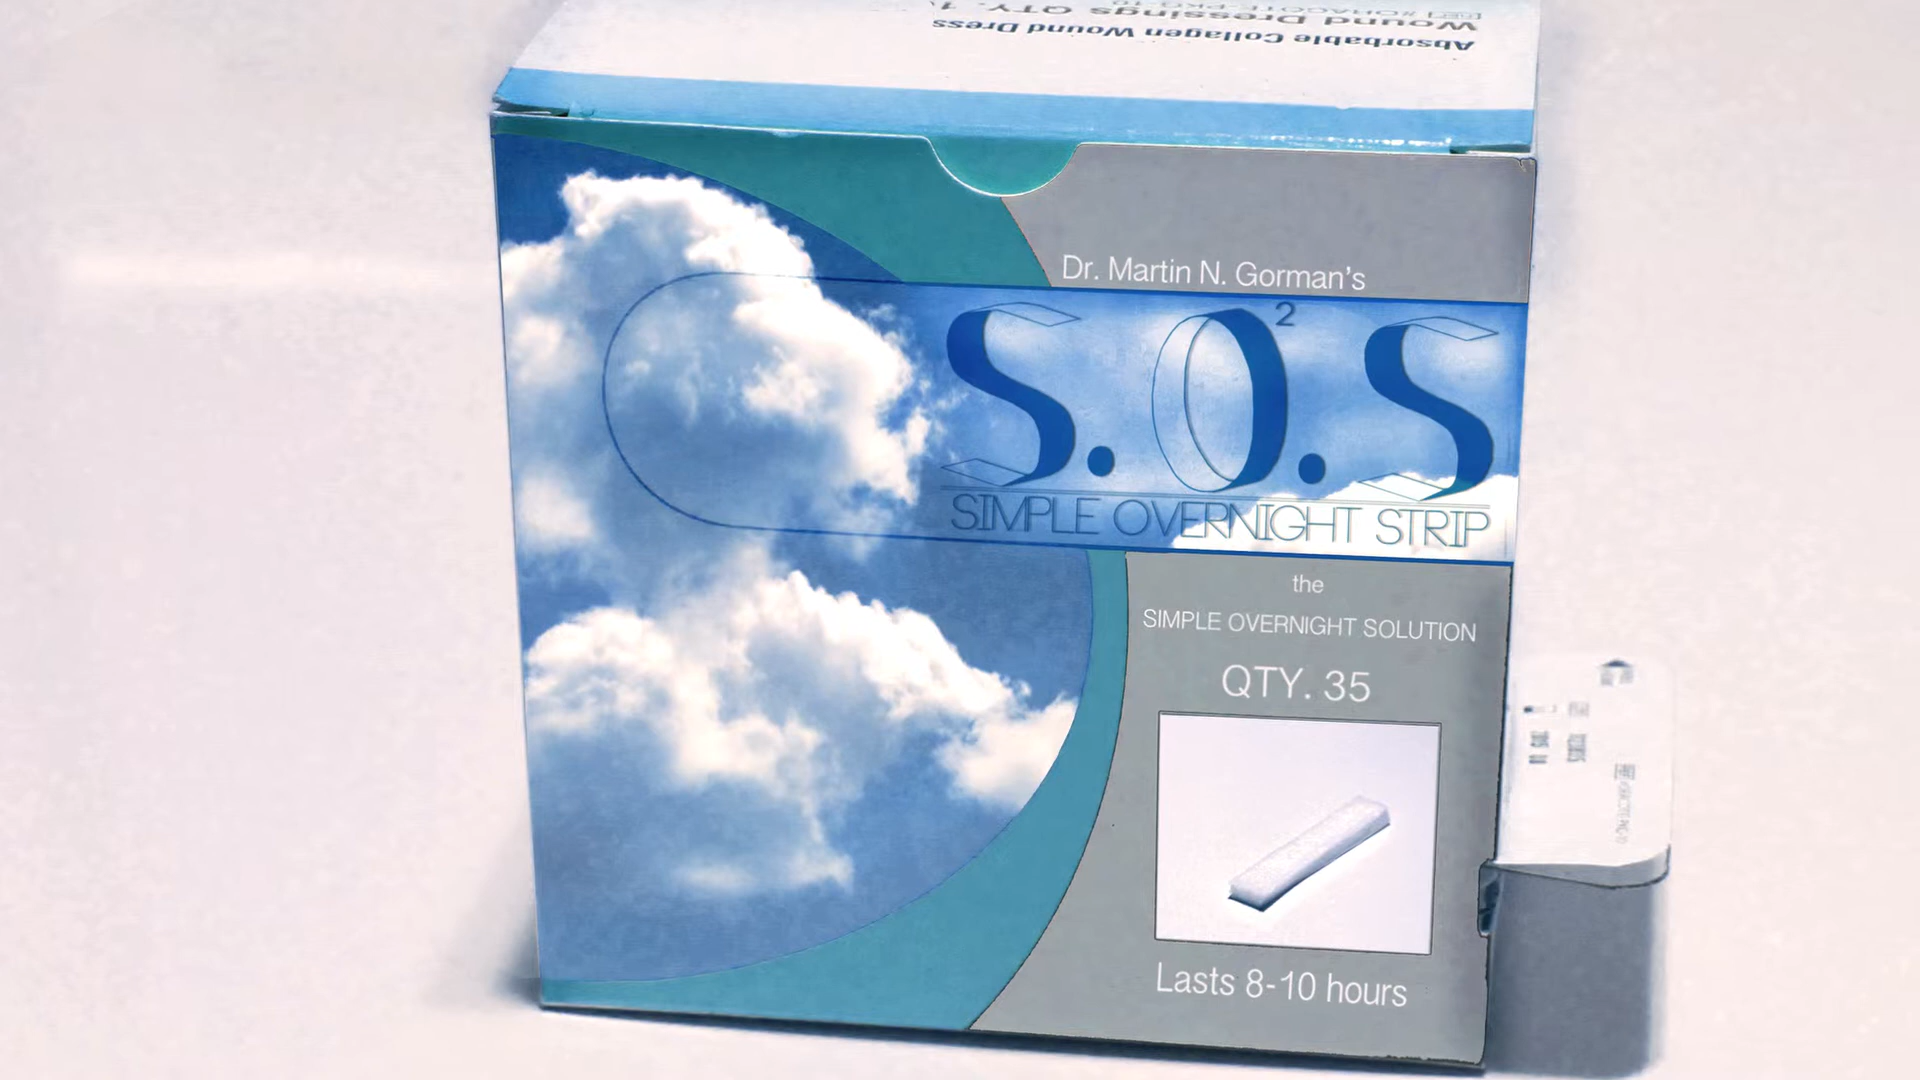 Absorbable Collagen Wound Dress
Wound Dressings QTY. 1
Dr. Martin N. Gorman's
S.O.²S
SIMPLE OVERNIGHT STRIP
the
SIMPLE OVERNIGHT SOLUTION
QTY. 35
Lasts 8-10 hours